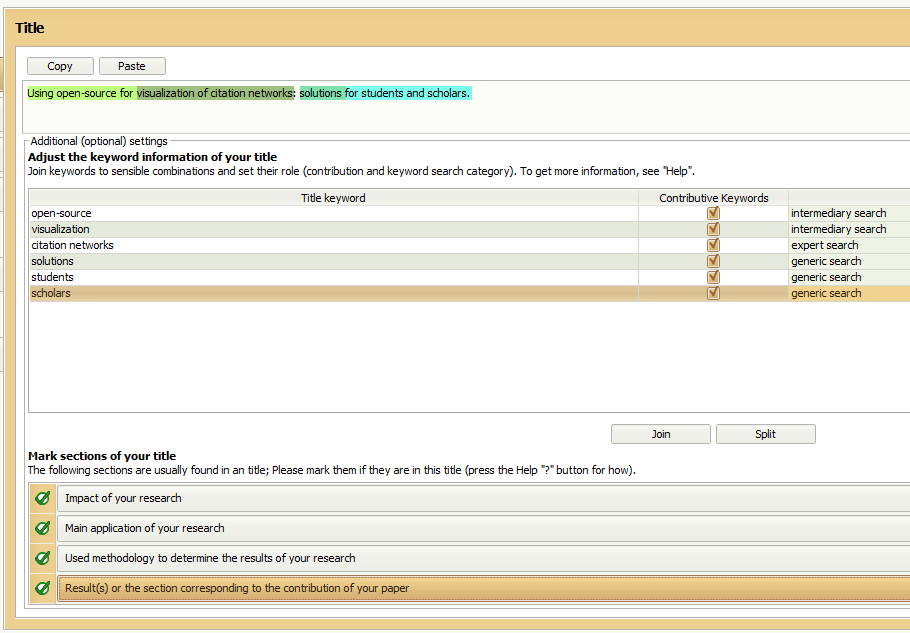 Title
Copy Paste
Using open-source for visualization of citation networks: solutions for students and scholars.
Additional (optional) settings
Adjust the keyword information of your title
Join keywords to sensible combinations and set their role (contribution and keyword search category). To get more information, see "Help".
Title keyword Contributive Keywords
open-source intermediary search
visualization intermediary search
citation networks expert search
solutions generic search
students generic search
scholars generic search
Join Split
Mark sections of your title
The following sections are usually found in an title; Please mark them if they are in this title (press the Help "?" button for how).
Impact of your research
Main application of your research
Used methodology to determine the results of your research
Result(s) or the section corresponding to the contribution of your paper